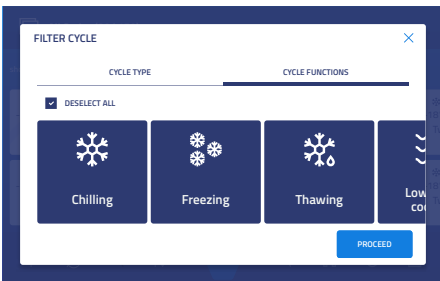 FILTER CYCLE
CYCLE TYPE
CYCLE FUNCTIONS
DESELECT ALL
Chilling
Freezing
Thawing
PROCEED